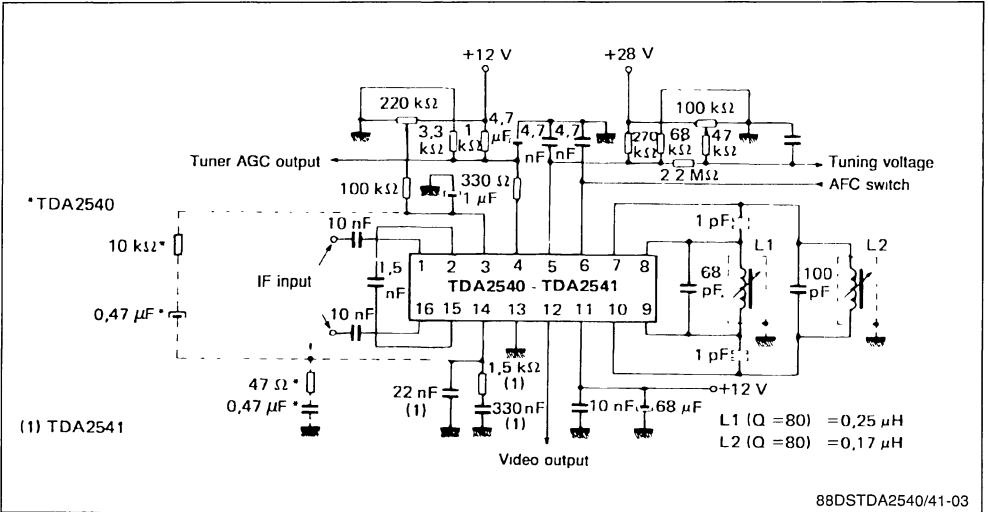 +12 V
+28 V
220 kΩ
100 kΩ
3,3 kΩ
1 kΩ
4,7 µF
4,7 nF
4,7 nF
270 kΩ
68 kΩ
47 kΩ
Tuner AGC output
2 2 MΩ
Tuning voltage
AFC switch
100 kΩ
1 µF
330 Ω
*TDA2540
10 kΩ*
0,47 µF*
10 nF
IF input
1,5 nF
10 nF
1 2 3 4 5 6 7 8
TDA2540 - TDA2541
16 15 14 13 12 11 10 9
1 pF
L1
L2
68 pF
100 pF
1 pF
47 Ω*
0,47 µF*
22 nF (1)
1,5 kΩ (1)
330 nF (1)
10 nF
68 µF
+12 V
(1) TDA2541
Video output
L1 (Q =80) =0,25 µH
L2 (Q =80) =0,17 µH
88DSTDA2540/41-03